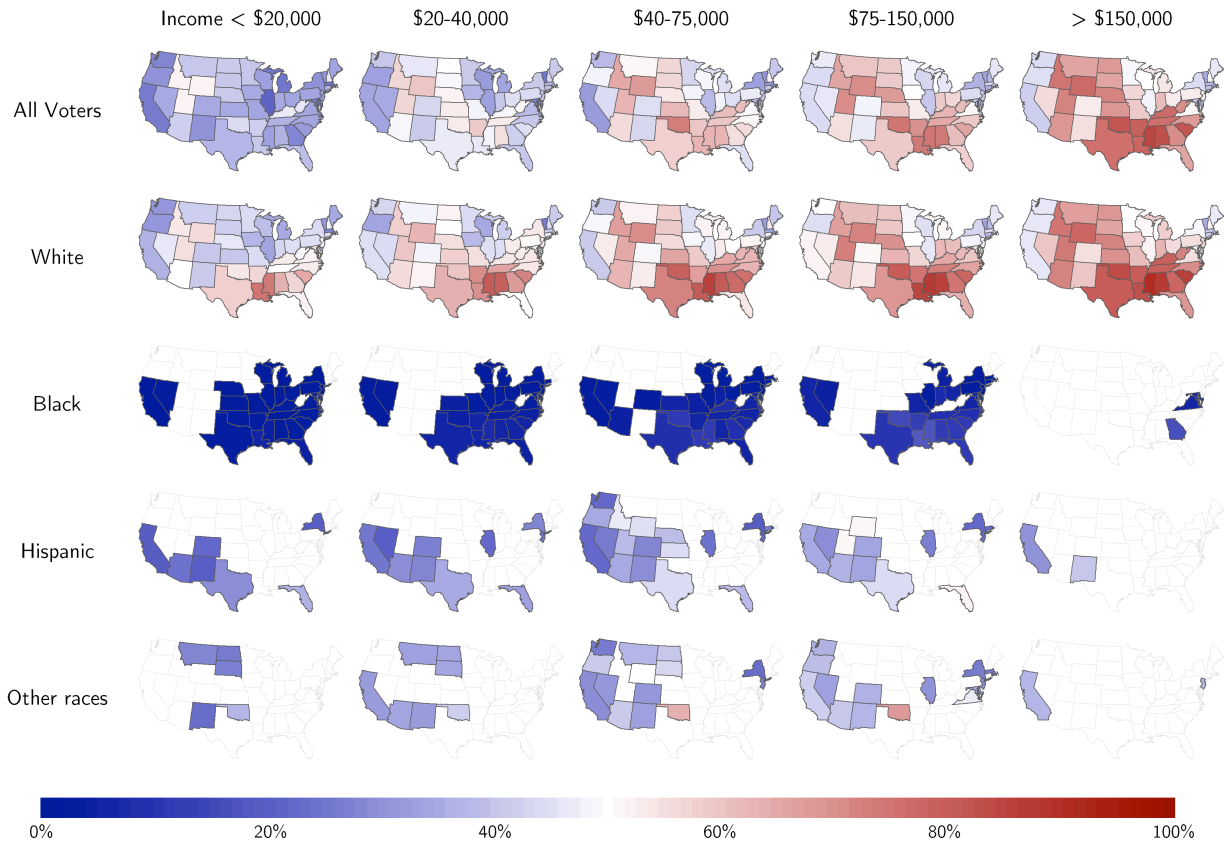 Income < $20,000 $20-40,000 $40-75,000 $75-150,000 > $150,000
All Voters
White
Black
Hispanic
Other races
0% 20% 40% 60% 80% 100%